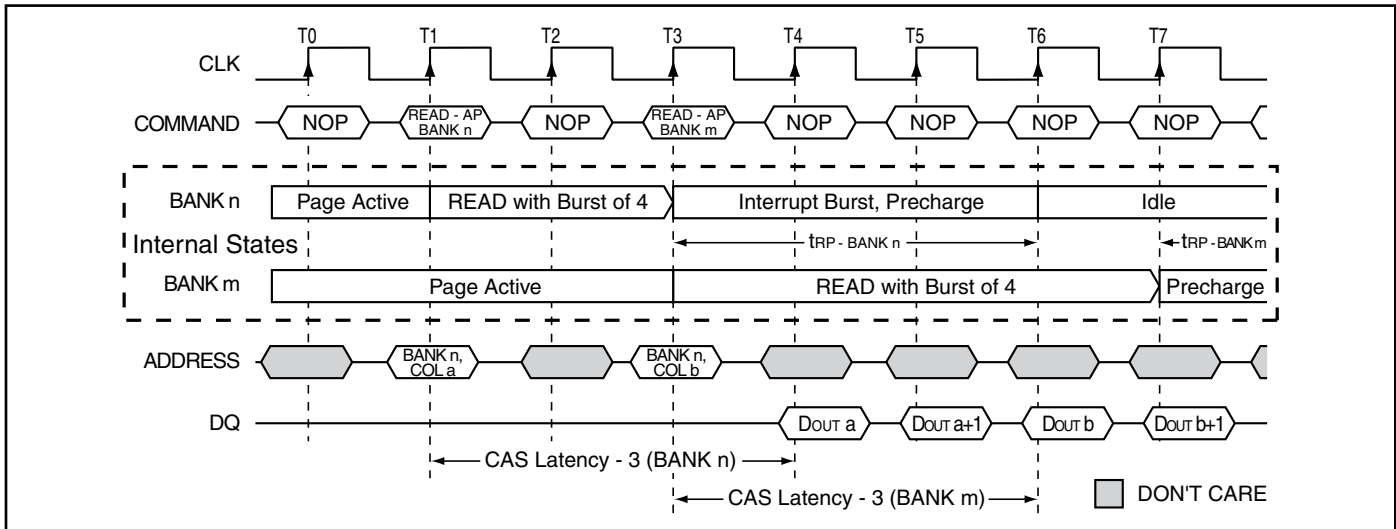 T0 T1 T2 T3 T4 T5 T6 T7
CLK
COMMAND NOP READ - AP BANK n NOP READ - AP BANK m NOP NOP NOP NOP
BANK n Page Active READ with Burst of 4 Interrupt Burst, Precharge Idle
Internal States tRP - BANK n tRP - BANK m
BANK m Page Active READ with Burst of 4 Precharge
ADDRESS BANK n, COL a BANK n, COL b
DQ DOUT a DOUT a+1 DOUT b DOUT b+1
CAS Latency - 3 (BANK n)
CAS Latency - 3 (BANK m) DON'T CARE